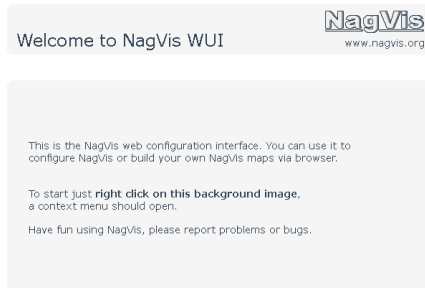 NagVis
Welcome to NagVis WUI
www.nagvis.org
This is the NagVis web configuration interface. You can use it to
configure NagVis or build your own NagVis maps via browser.
To start just right click on this background image,
a context menu should open.
Have fun using NagVis, please report problems or bugs.